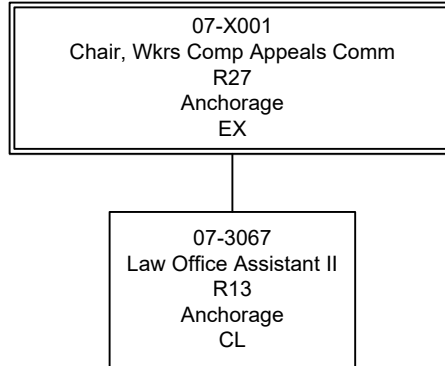 07-X001
Chair, Wkrs Comp Appeals Comm
R27
Anchorage
EX
07-3067
Law Office Assistant II
R13
Anchorage
CL